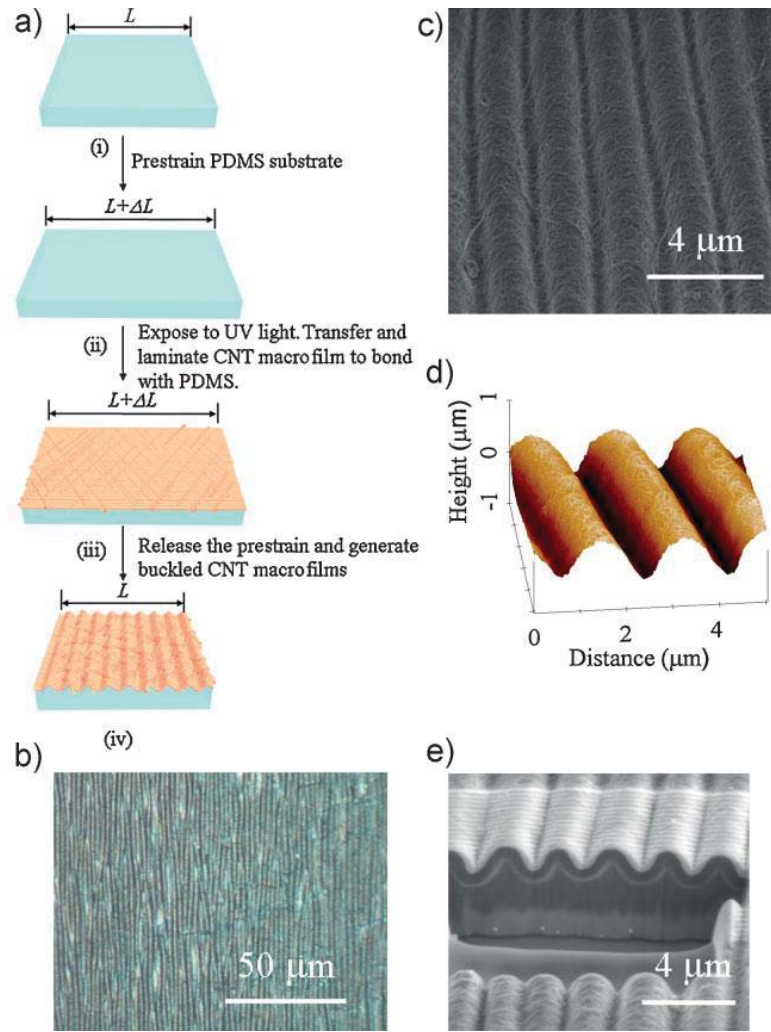 a)
L
(i)
Prestrain PDMS substrate
L+ΔL
(ii)
Expose to UV light. Transfer and
laminate CNT macro film to bond
with PDMS.
L+ΔL
(iii)
Release the prestrain and generate
buckled CNT macro films
L
(iv)
b)
50 μm
c)
4 μm
d)
Height (μm)
1
0
-1
0
2
4
Distance (μm)
e)
4 μm